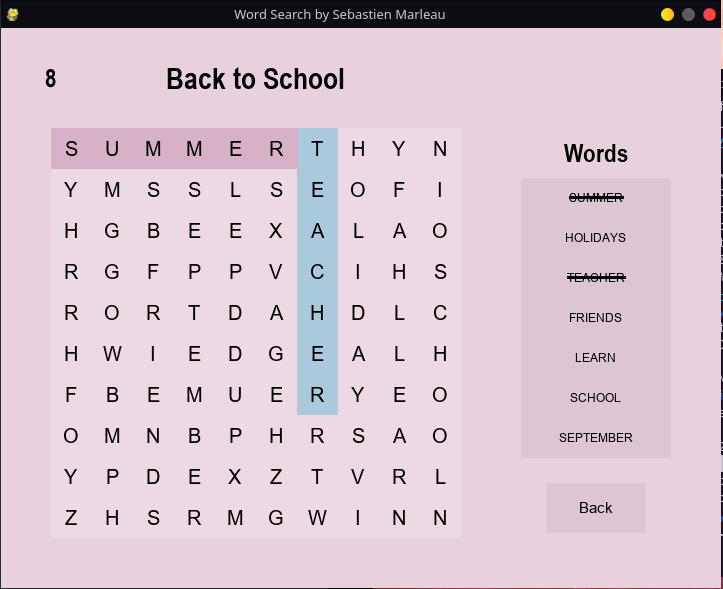 Word Search by Sebastien Marleau
8
Back to School
S U M M E R T H Y N
Y M S S L S E O F I
H G B E E X A L A O
R G F P P V C I H S
R O R T D A H D L C
H W I E D G E A L H
F B E M U E R Y E O
O M N B P H R S A O
Y P D E X Z T V R L
Z H S R M G W I N N
Words
SUMMER
HOLIDAYS
TEACHER
FRIENDS
LEARN
SCHOOL
SEPTEMBER
Back